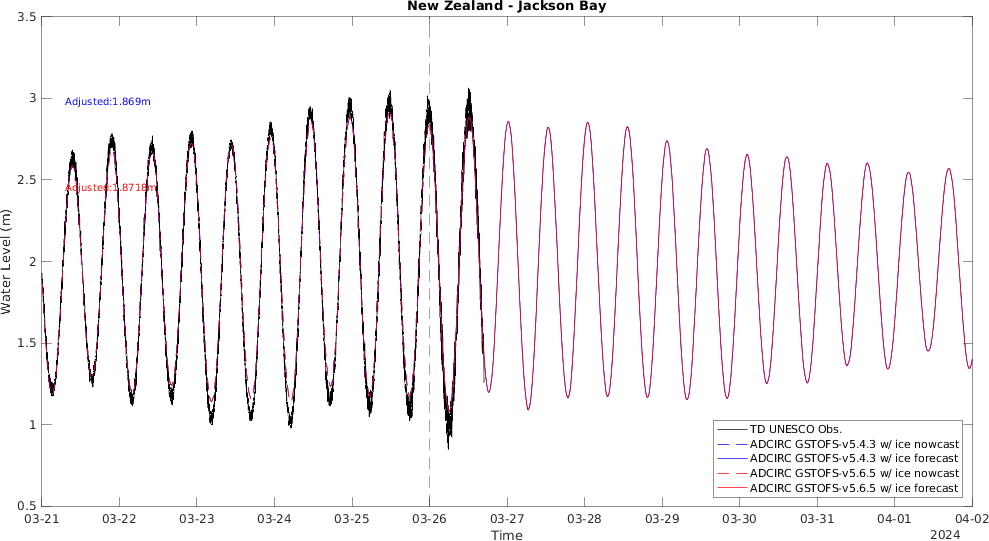 New Zealand - Jackson Bay
3.5
3
2.5
2
1.5
1
0.5
Water Level (m)
Adjusted:1.869m
Adjusted:1.8718m
TD UNESCO Obs.
ADCIRC GSTOFS-v5.4.3 w/ ice nowcast
ADCIRC GSTOFS-v5.4.3 w/ ice forecast
ADCIRC GSTOFS-v5.6.5 w/ ice nowcast
ADCIRC GSTOFS-v5.6.5 w/ ice forecast
03-21 03-22 03-23 03-24 03-25 03-26 03-27 03-28 03-29 03-30 03-31 04-01 04-02
Time
2024